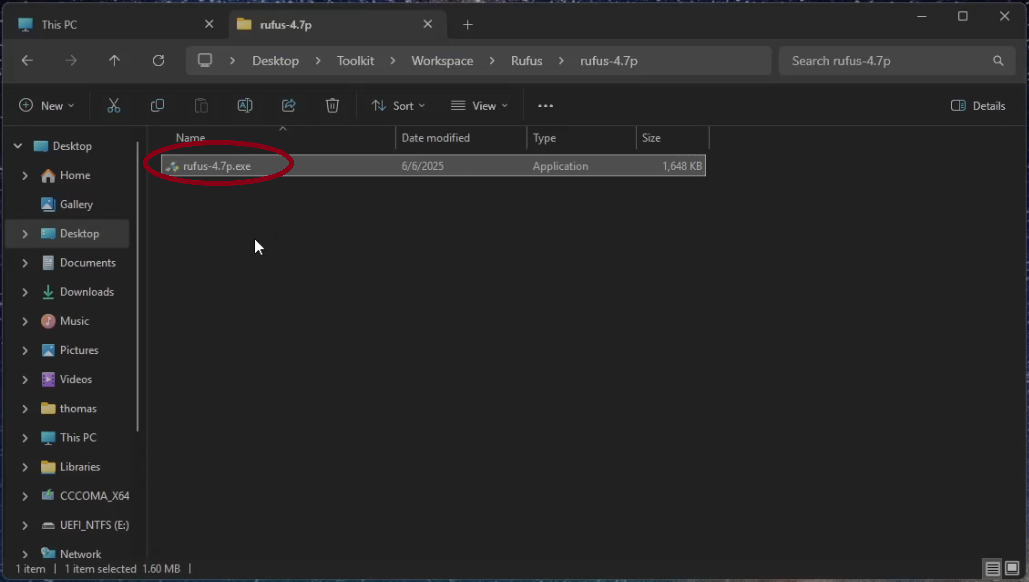 This PC
rufus-4.7p
Desktop
Toolkit
Workspace
Rufus
rufus-4.7p
Search rufus-4.7p
New
Sort
View
Details
Name
Date modified
Type
Size
rufus-4.7p.exe
6/6/2025
Application
1,648 KB
Desktop
Home
Gallery
Desktop
Documents
Downloads
Music
Pictures
Videos
thomas
This PC
Libraries
CCCOMA_X64
UEFI_NTFS (E:)
Network
1 item
1 item selected 1.60 MB